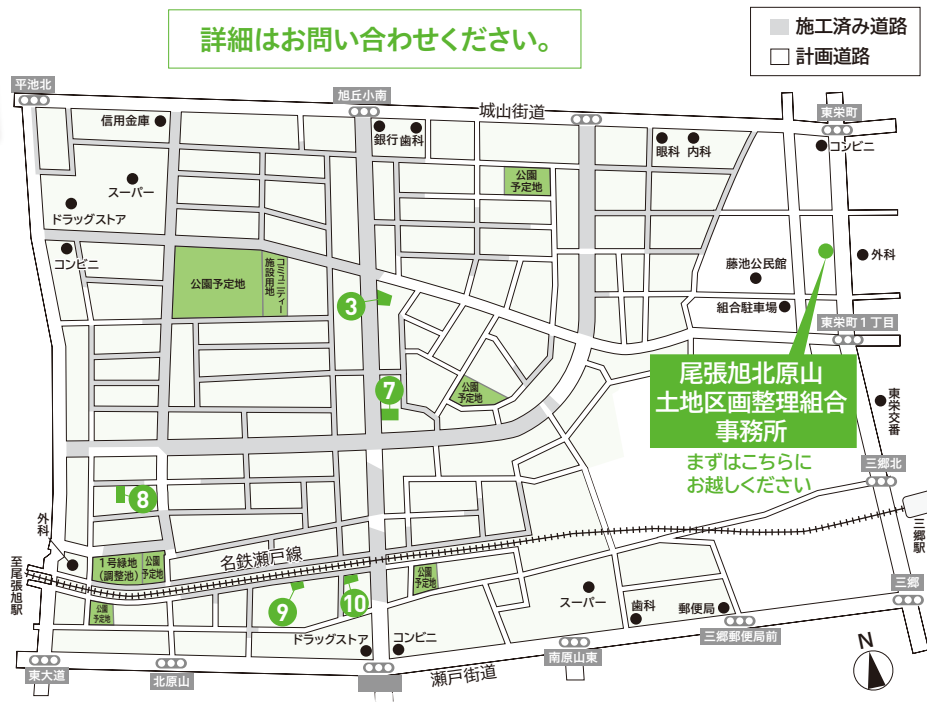 詳細はお問い合わせください。
施工済み道路
計画道路
平池北
旭丘小南
城山街道
東栄町
信用金庫
銀行
歯科
眼科
内科
コンビニ
スーパー
公園
予定地
ドラッグストア
コンビニ
公園予定地
コミュニティー
施設用地
藤池公民館
外科
3
組合駐車場
東栄町1丁目
尾張旭北原山
土地区画整理組合
事務所
まずはこちらに
お越しください
7
公園
予定地
東栄交番
三郷北
8
外科
三郷駅
至尾張旭駅
1号緑地
(調整池)
公園
予定地
名鉄瀬戸線
公園
予定地
9
10
公園
予定地
スーパー
歯科
郵便局
三郷
ドラッグストア
コンビニ
三郷郵便局前
南原山東
東大道
北原山
瀬戸街道
N